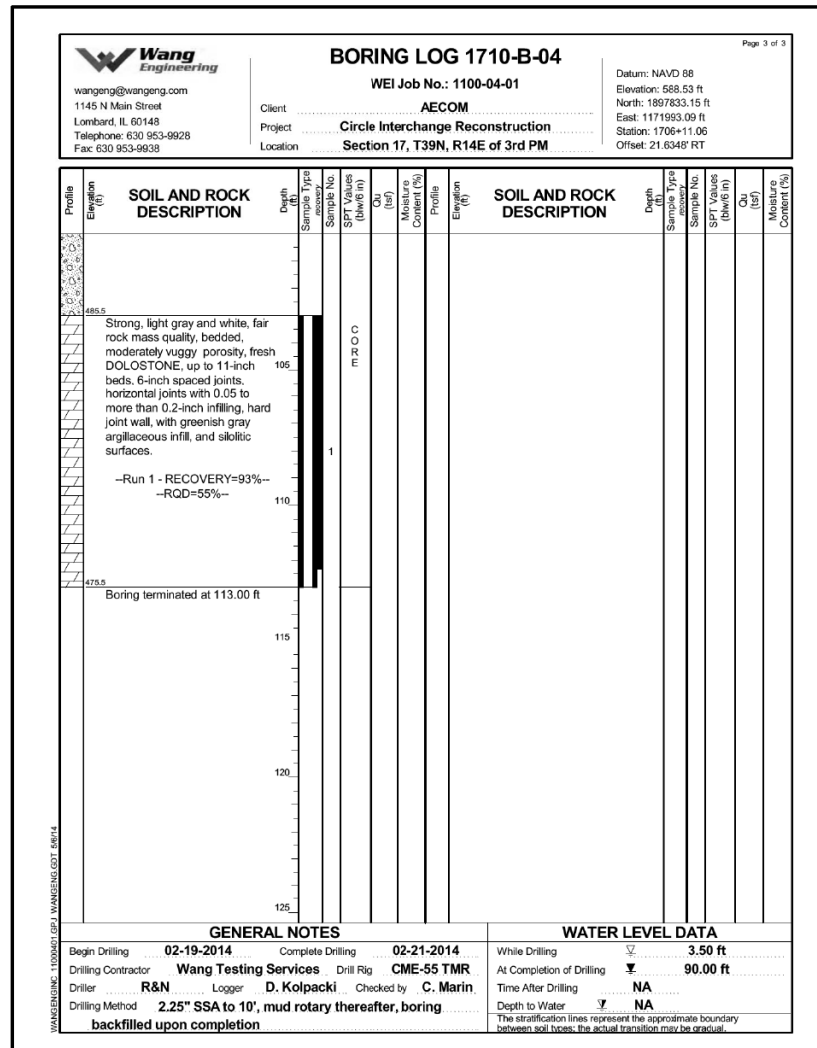 Page 3 of 3
Wang
Engineering
wangeng@wangeng.com
1145 N Main Street
Lombard, IL 60148
Telephone: 630 953-9928
Fax: 630 953-9938
BORING LOG 1710-B-04
WEI Job No.: 1100-04-01
Client AECOM
Project Circle Interchange Reconstruction
Location Section 17, T39N, R14E of 3rd PM
Datum: NAVD 88
Elevation: 588.53 ft
North: 1897833.15 ft
East: 1171993.09 ft
Station: 1706+11.06
Offset: 21.6348' RT
Profile
Elevation (ft)
SOIL AND ROCK
DESCRIPTION
Depth (ft)
Sample Type
recovery
Sample No.
SPT Values (blw/6 in)
Qu (tsf)
Moisture Content (%)
Profile
Elevation (ft)
SOIL AND ROCK
DESCRIPTION
Depth (ft)
Sample Type
recovery
Sample No.
SPT Values (blw/6 in)
Qu (tsf)
Moisture Content (%)
485.5
Strong, light gray and white, fair
rock mass quality, bedded,
moderately vuggy porosity, fresh
DOLOSTONE, up to 11-inch
beds. 6-inch spaced joints.
horizontal joints with 0.05 to
more than 0.2-inch infilling, hard
joint wall, with greenish gray
argillaceous infill, and silolitic
surfaces.
--Run 1 - RECOVERY=93%--
--RQD=55%--
105
110
1
C
O
R
E
475.5
Boring terminated at 113.00 ft
115
120
125
WANGENGINC 11000401.GPJ WANGENG.GDT 5/6/14
GENERAL NOTES
Begin Drilling 02-19-2014 Complete Drilling 02-21-2014
Drilling Contractor Wang Testing Services Drill Rig CME-55 TMR
Driller R&N Logger D. Kolpacki Checked by C. Marin
Drilling Method 2.25" SSA to 10', mud rotary thereafter, boring
backfilled upon completion
WATER LEVEL DATA
While Drilling 3.50 ft
At Completion of Drilling 90.00 ft
Time After Drilling NA
Depth to Water NA
The stratification lines represent the approximate boundary
between soil types; the actual transition may be gradual.